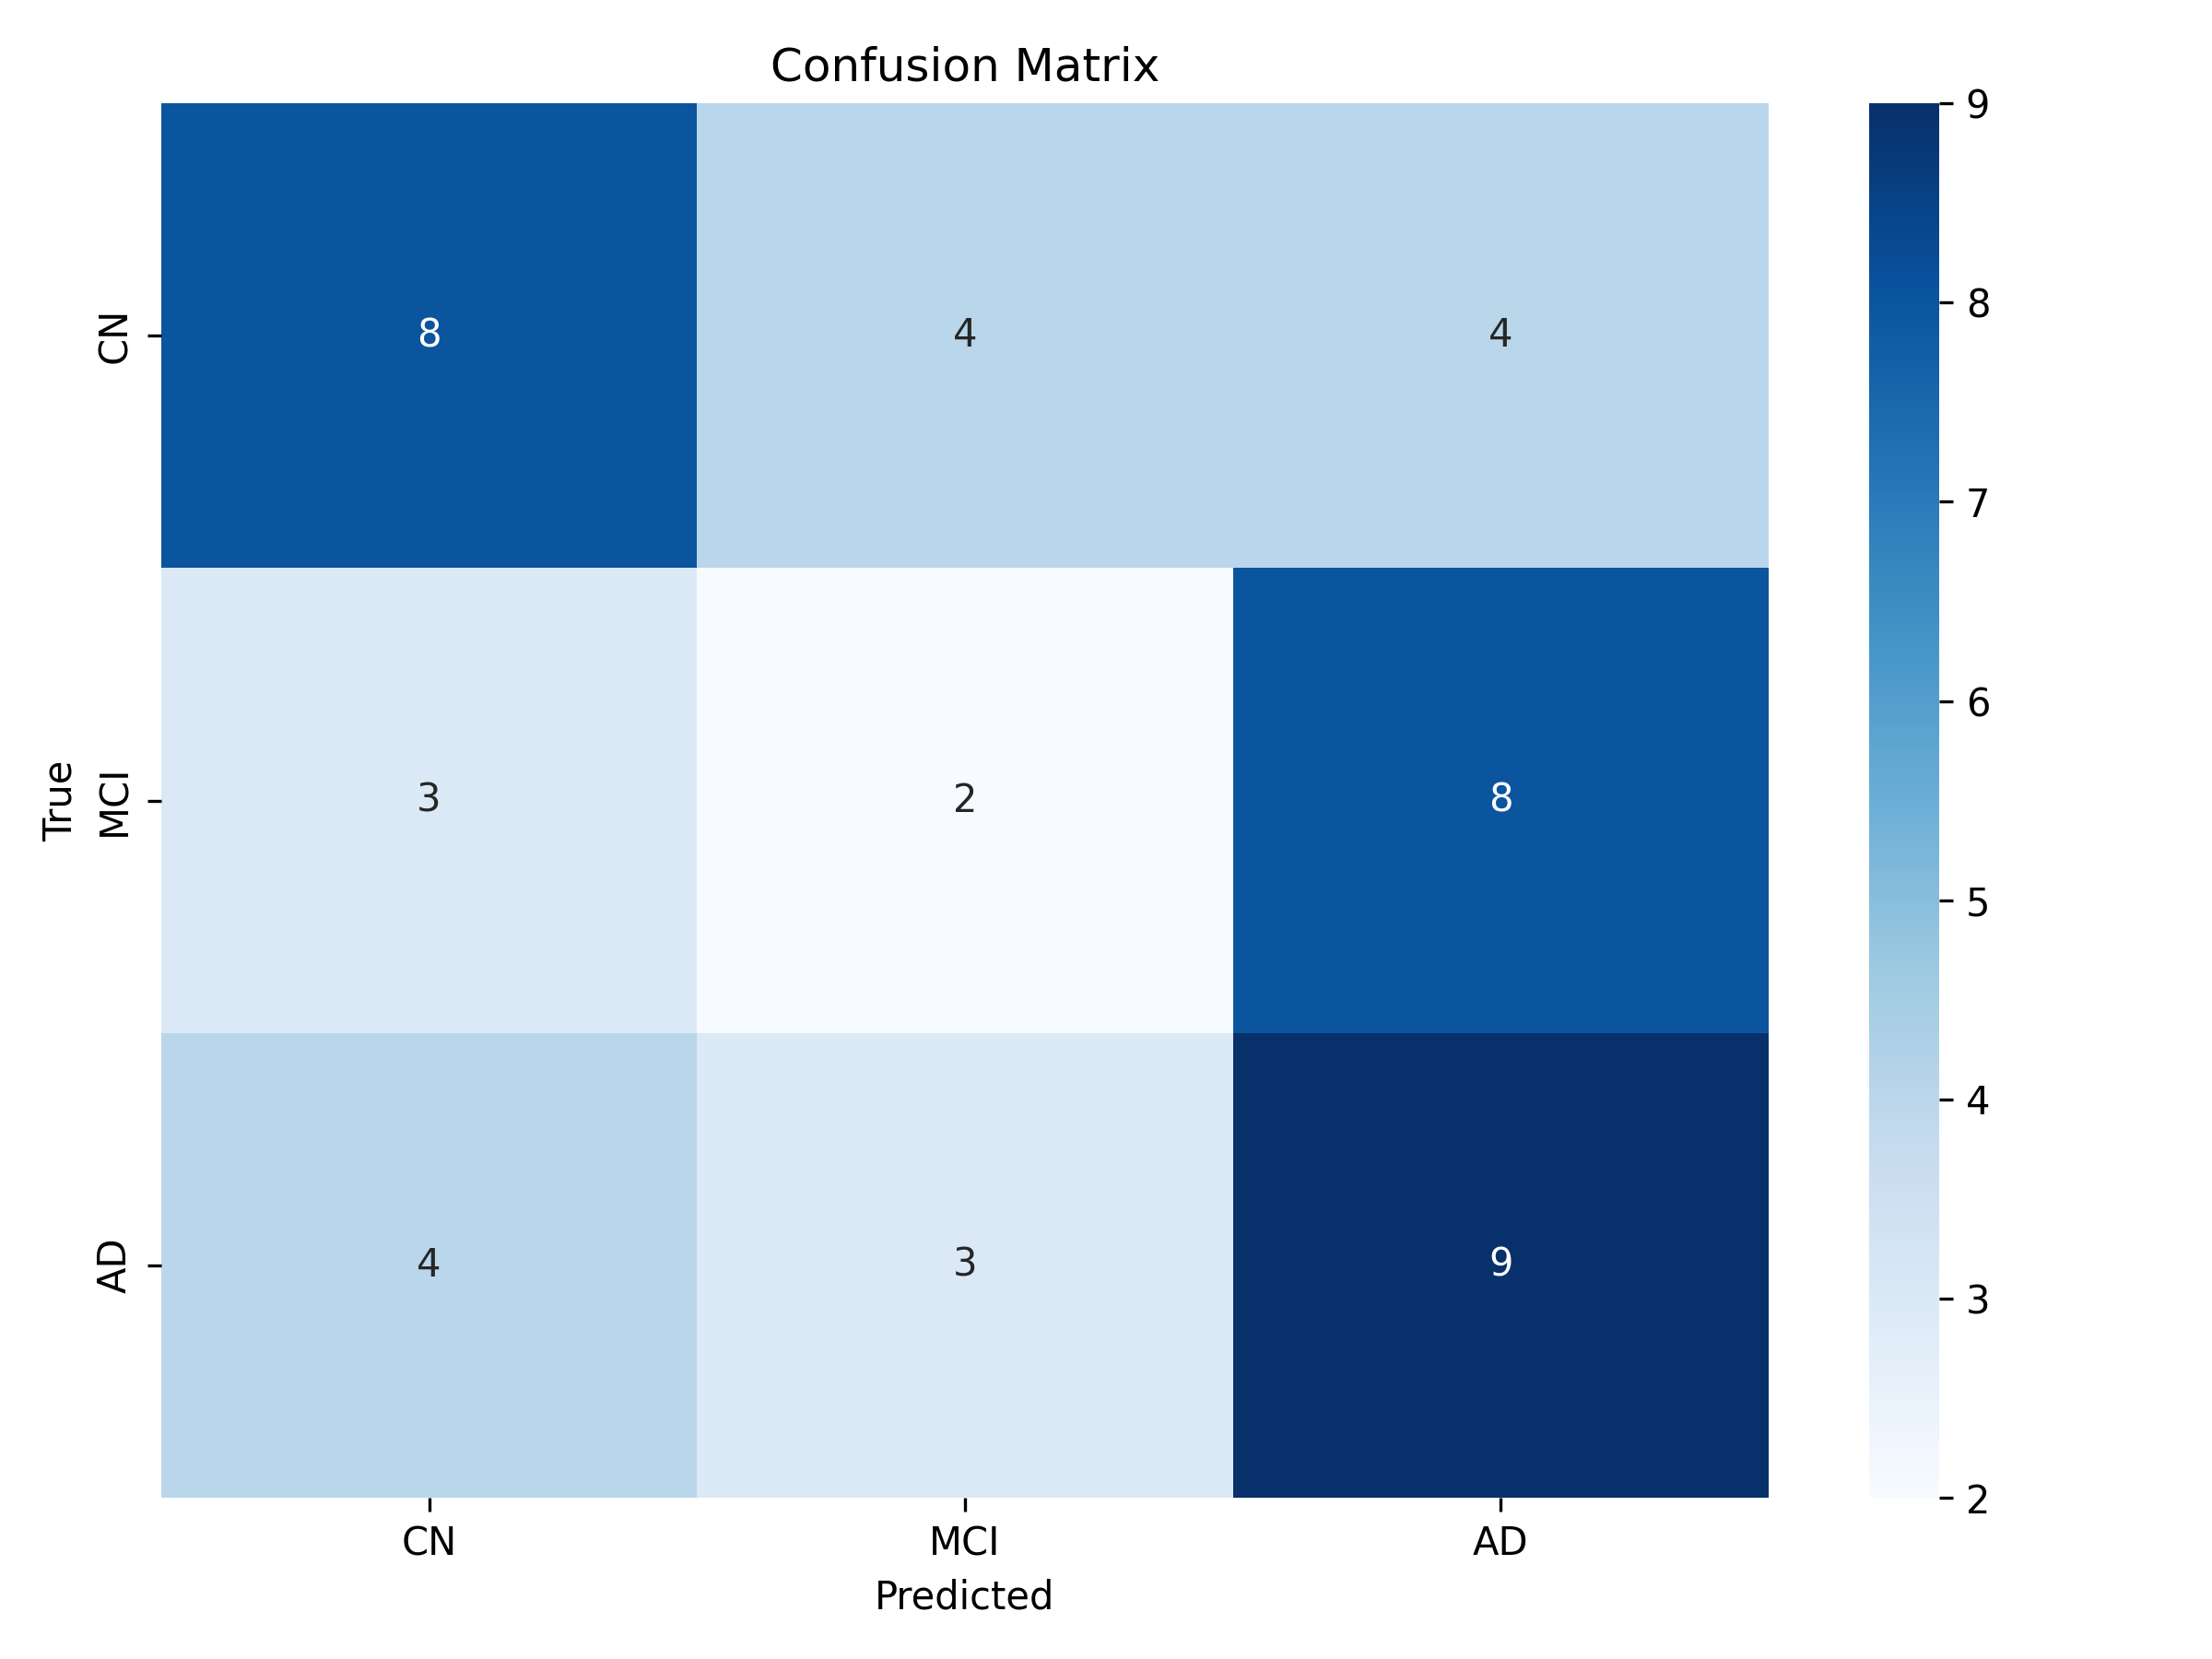 Confusion Matrix
CN 8 4 4
True
MCI 3 2 8
AD 4 3 9
CN MCI AD
Predicted
9
8
7
6
5
4
3
2